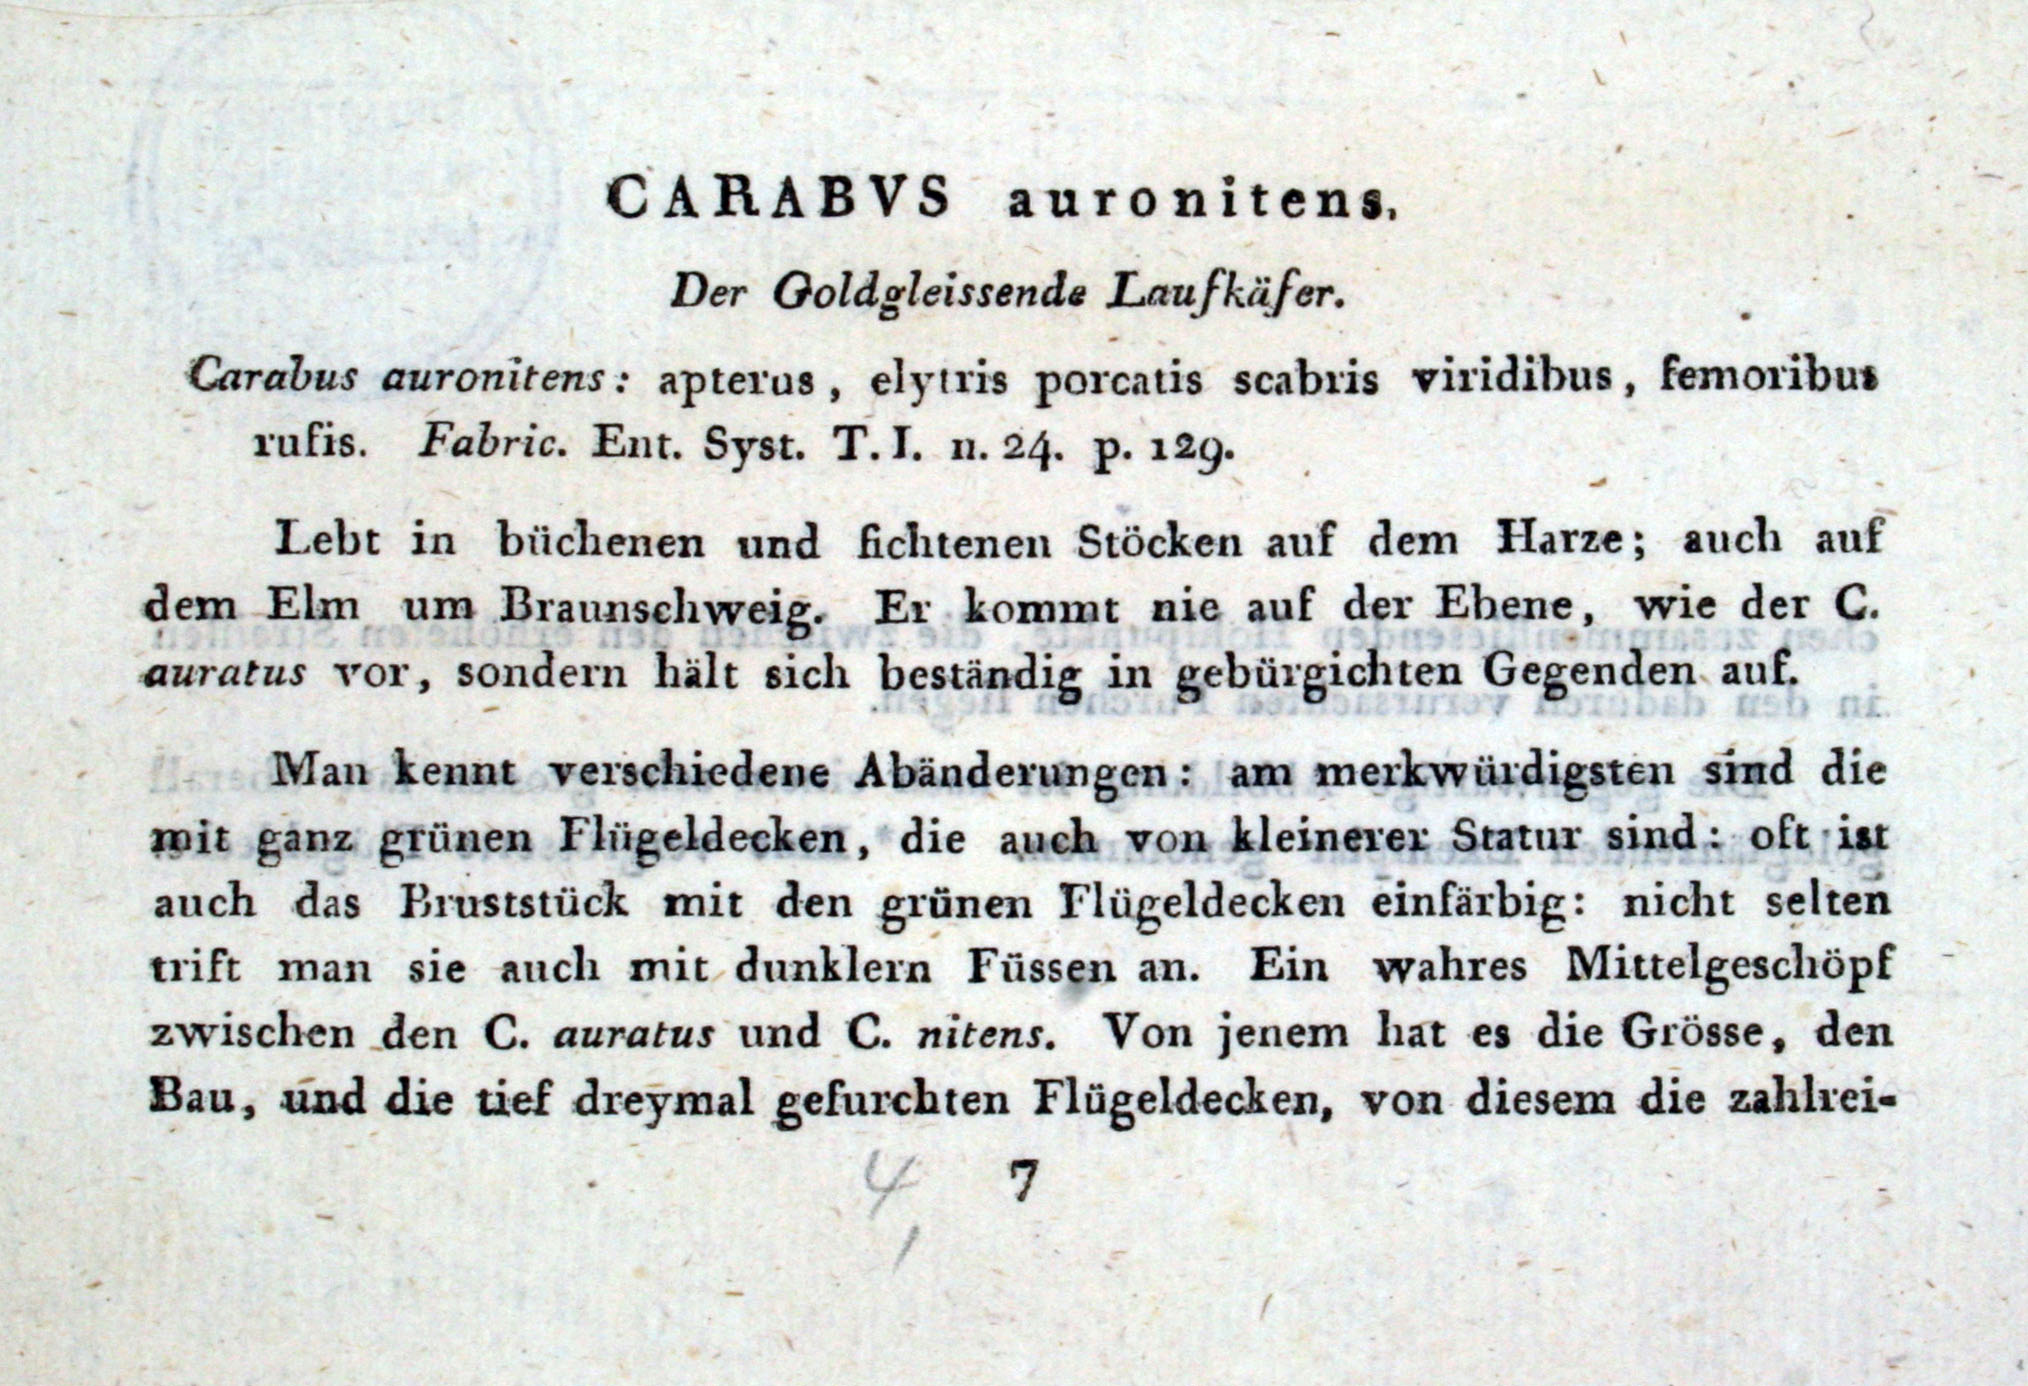 CARABVS auronitens.
Der Goldgleissende Laufkäfer.
Carabus auronitens: apterus, elytris porcatis scabris viridibus, femoribus
rufis. Fabric. Ent. Syst. T. I. n. 24. p. 129.
Lebt in büchenen und fichtenen Stöcken auf dem Harze; auch auf
dem Elm um Braunschweig. Er kommt nie auf der Ebene, wie der C.
auratus vor, sondern hält sich beständig in gebürgichten Gegenden auf.
Man kennt verschiedene Abänderungen: am merkwürdigsten sind die
mit ganz grünen Flügeldecken, die auch von kleinerer Statur sind: oft ist
auch das Bruststück mit den grünen Flügeldecken einfärbig: nicht selten
trift man sie auch mit dunklern Füssen an. Ein wahres Mittelgeschöpf
zwischen den C. auratus und C. nitens. Von jenem hat es die Grösse, den
Bau, und die tief dreymal gefurchten Flügeldecken, von diesem die zahlrei-
4, 7